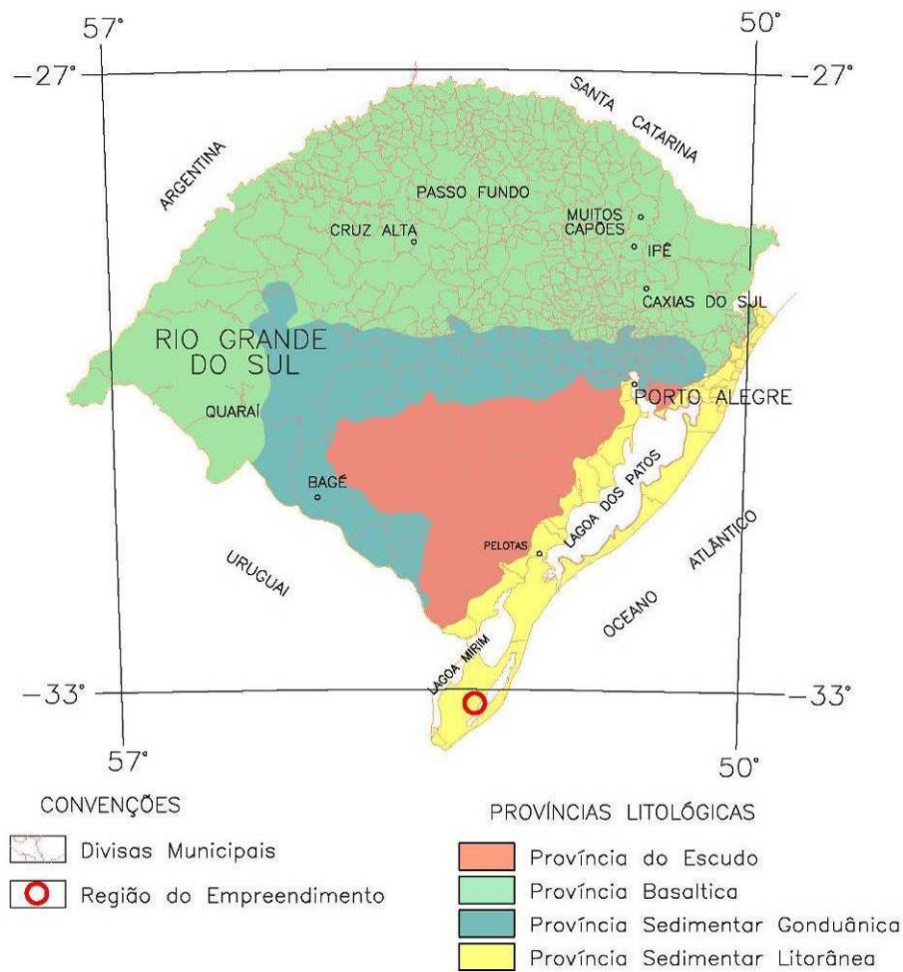 57°
50°
-27°
-27°
SANTA
CATARINA
ARGENTINA
PASSO FUNDO
MUITOS
CAPÕES
CRUZ ALTA
IPÊ
CAXIAS DO SUL
RIO GRANDE
DO SUL
PORTO ALEGRE
QUARAÍ
BAGÉ
LAGOA DOS PATOS
PELOTAS
ATLÂNTICO
OCEANO
URUGUAI
LAGOA MIRIM
-33°
-33°
57°
50°
CONVENÇÕES
Divisas Municipais
Região do Empreendimento
PROVÍNCIAS LITOLÓGICAS
Província do Escudo
Província Basaltica
Província Sedimentar Gonduânica
Província Sedimentar Litorânea